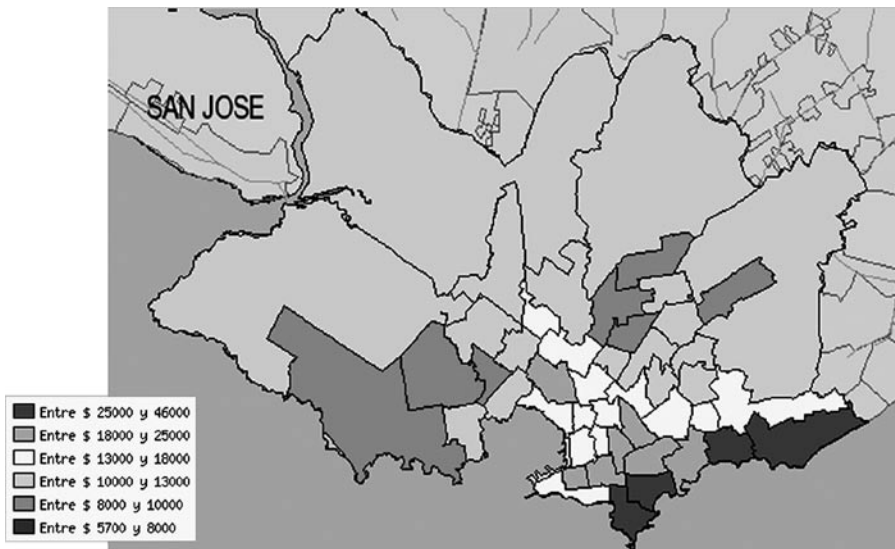 SAN JOSE
Entre $ 25000 y 46000
Entre $ 18000 y 25000
Entre $ 13000 y 18000
Entre $ 10000 y 13000
Entre $ 8000 y 10000
Entre $ 5700 y 8000